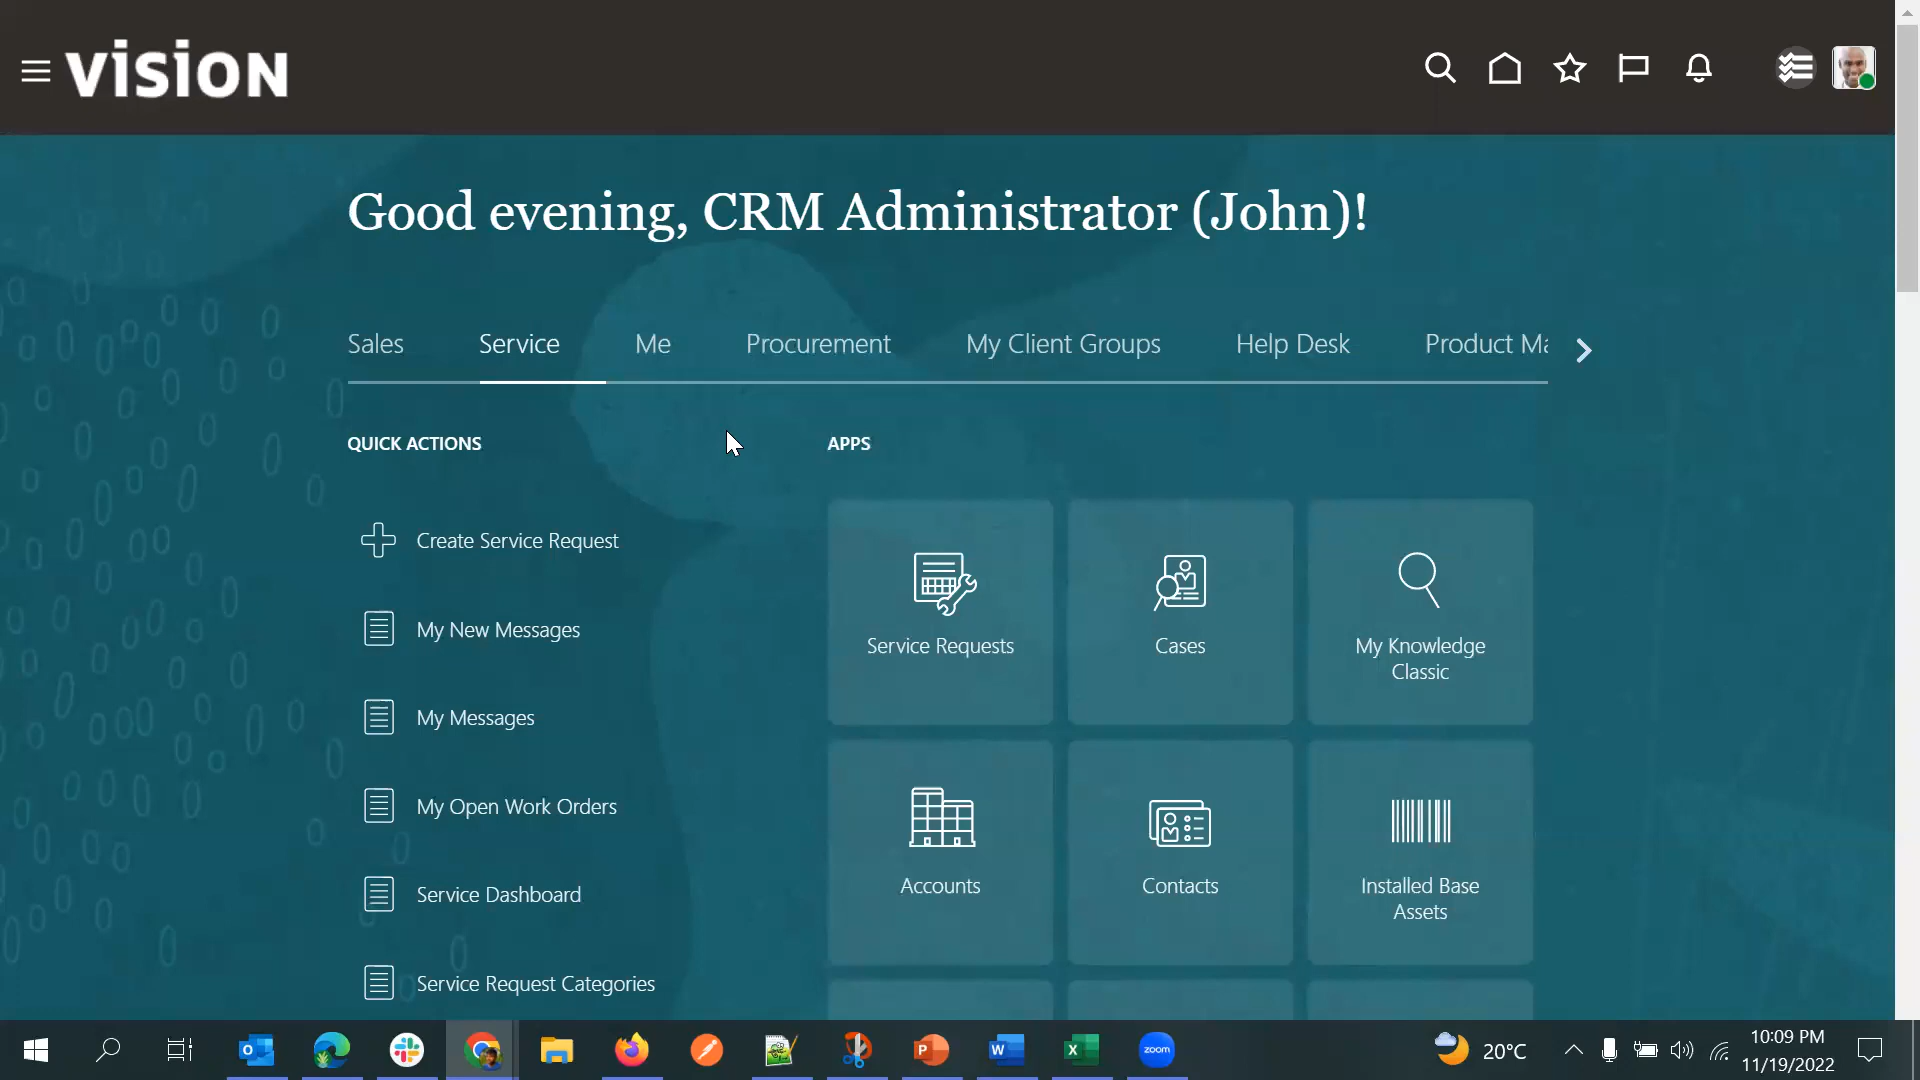 vision
Good evening, CRM Administrator (John)!
Sales
Service
Me
Procurement
My Client Groups
Help Desk
Product Ma
QUICK ACTIONS
APPS
Create Service Request
My New Messages
My Messages
My Open Work Orders
Service Dashboard
Service Request Categories
Service Requests
Cases
My Knowledge
Classic
Accounts
Contacts
Installed Base
Assets
zoom
20°C
10:09 PM
11/19/2022